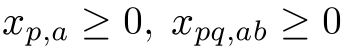 $x_{p,a} \geq 0,\ x_{pq,ab} \geq 0$